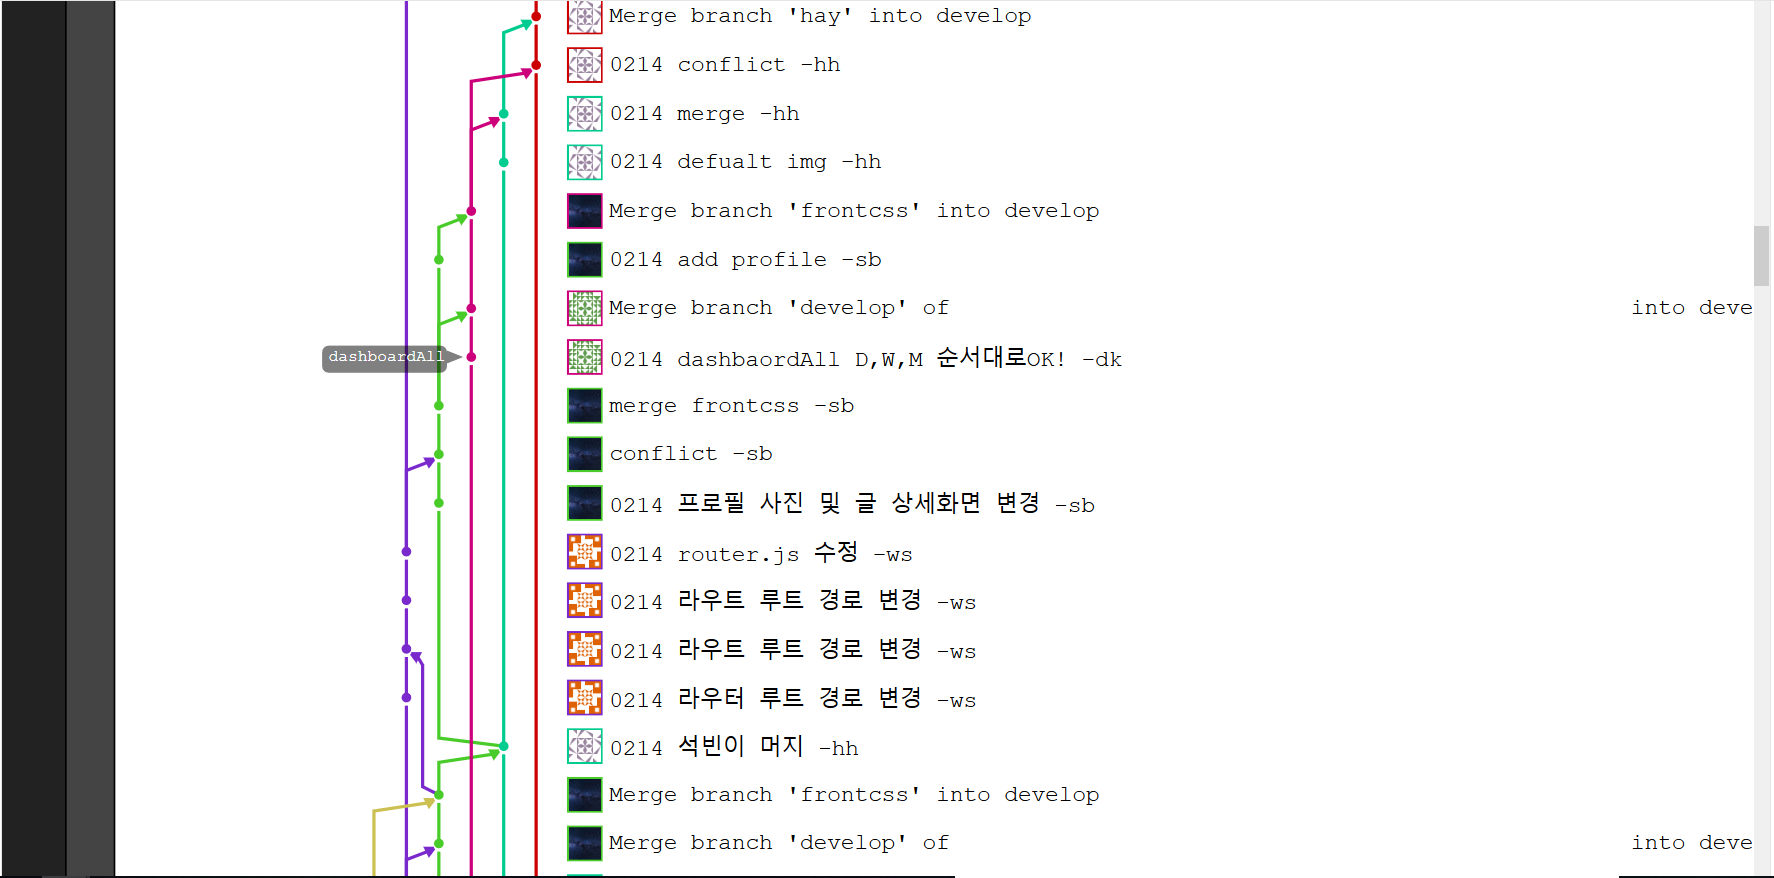 Merge branch 'hay' into develop
0214 conflict -hh
0214 merge -hh
0214 defualt img -hh
Merge branch 'frontcss' into develop
0214 add profile -sb
Merge branch 'develop' of into deve
dashboardAll
0214 dashbaordAll D,W,M 순서대로OK! -dk
merge frontcss -sb
conflict -sb
0214 프로필 사진 및 글 상세화면 변경 -sb
0214 router.js 수정 -ws
0214 라우트 루트 경로 변경 -ws
0214 라우트 루트 경로 변경 -ws
0214 라우터 루트 경로 변경 -ws
0214 석빈이 머지 -hh
Merge branch 'frontcss' into develop
Merge branch 'develop' of into deve